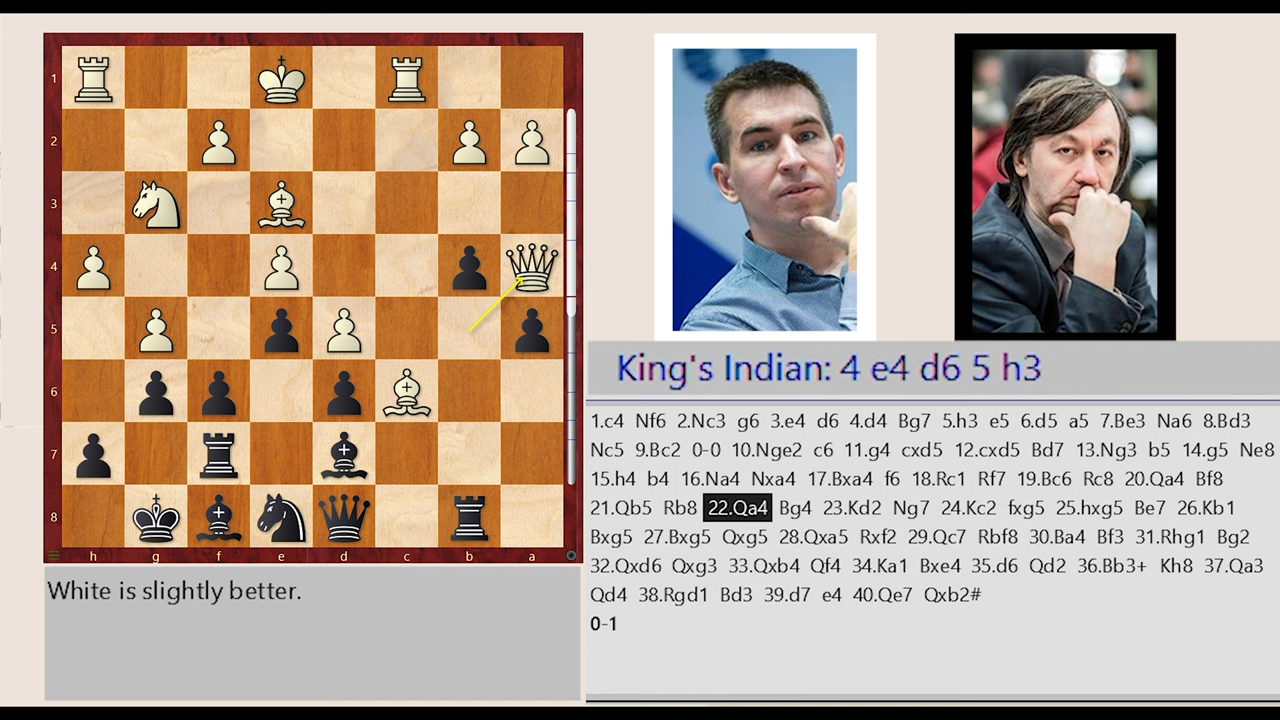 1
2
3
4
5
6
7
8
h g f e d c b a
King's Indian: 4 e4 d6 5 h3
1.c4 Nf6 2.Nc3 g6 3.e4 d6 4.d4 Bg7 5.h3 e5 6.d5 a5 7.Be3 Na6 8.Bd3
Nc5 9.Bc2 0-0 10.Nge2 c6 11.g4 cxd5 12.cxd5 Bd7 13.Ng3 b5 14.g5 Ne8
15.h4 b4 16.Na4 Nxa4 17.Bxa4 f6 18.Rc1 Rf7 19.Bc6 Rc8 20.Qa4 Bf8
21.Qb5 Rb8 22.Qa4 Bg4 23.Kd2 Ng7 24.Kc2 fxg5 25.hxg5 Be7 26.Kb1
Bxg5 27.Bxg5 Qxg5 28.Qxa5 Rxf2 29.Qc7 Rbf8 30.Ba4 Bf3 31.Rhg1 Bg2
32.Qxd6 Qxg3 33.Qxb4 Qf4 34.Ka1 Bxe4 35.d6 Qd2 36.Bb3+ Kh8 37.Qa3
Qd4 38.Rgd1 Bd3 39.d7 e4 40.Qe7 Qxb2#
0-1
White is slightly better.